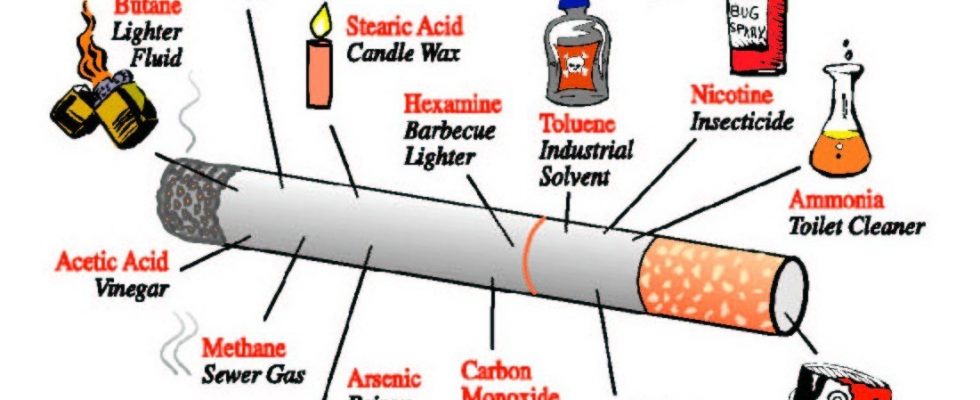 Butane
Lighter
Fluid
Stearic Acid
Candle Wax
Hexamine
Barbecue
Lighter
Toluene
Industrial
Solvent
BUG
SPRAY
Nicotine
Insecticide
Ammonia
Toilet Cleaner
Acetic Acid
Vinegar
Methane
Sewer Gas
Arsenic
Carbon
Monoxide